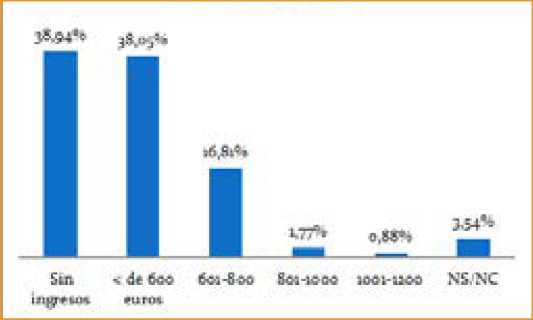 38,94%
38,05%
16,81%
1,77%
0,88%
3,54%
Sin
ingresos
< de 600
euros
601-800
801-1000
1001-1200
NS/NC